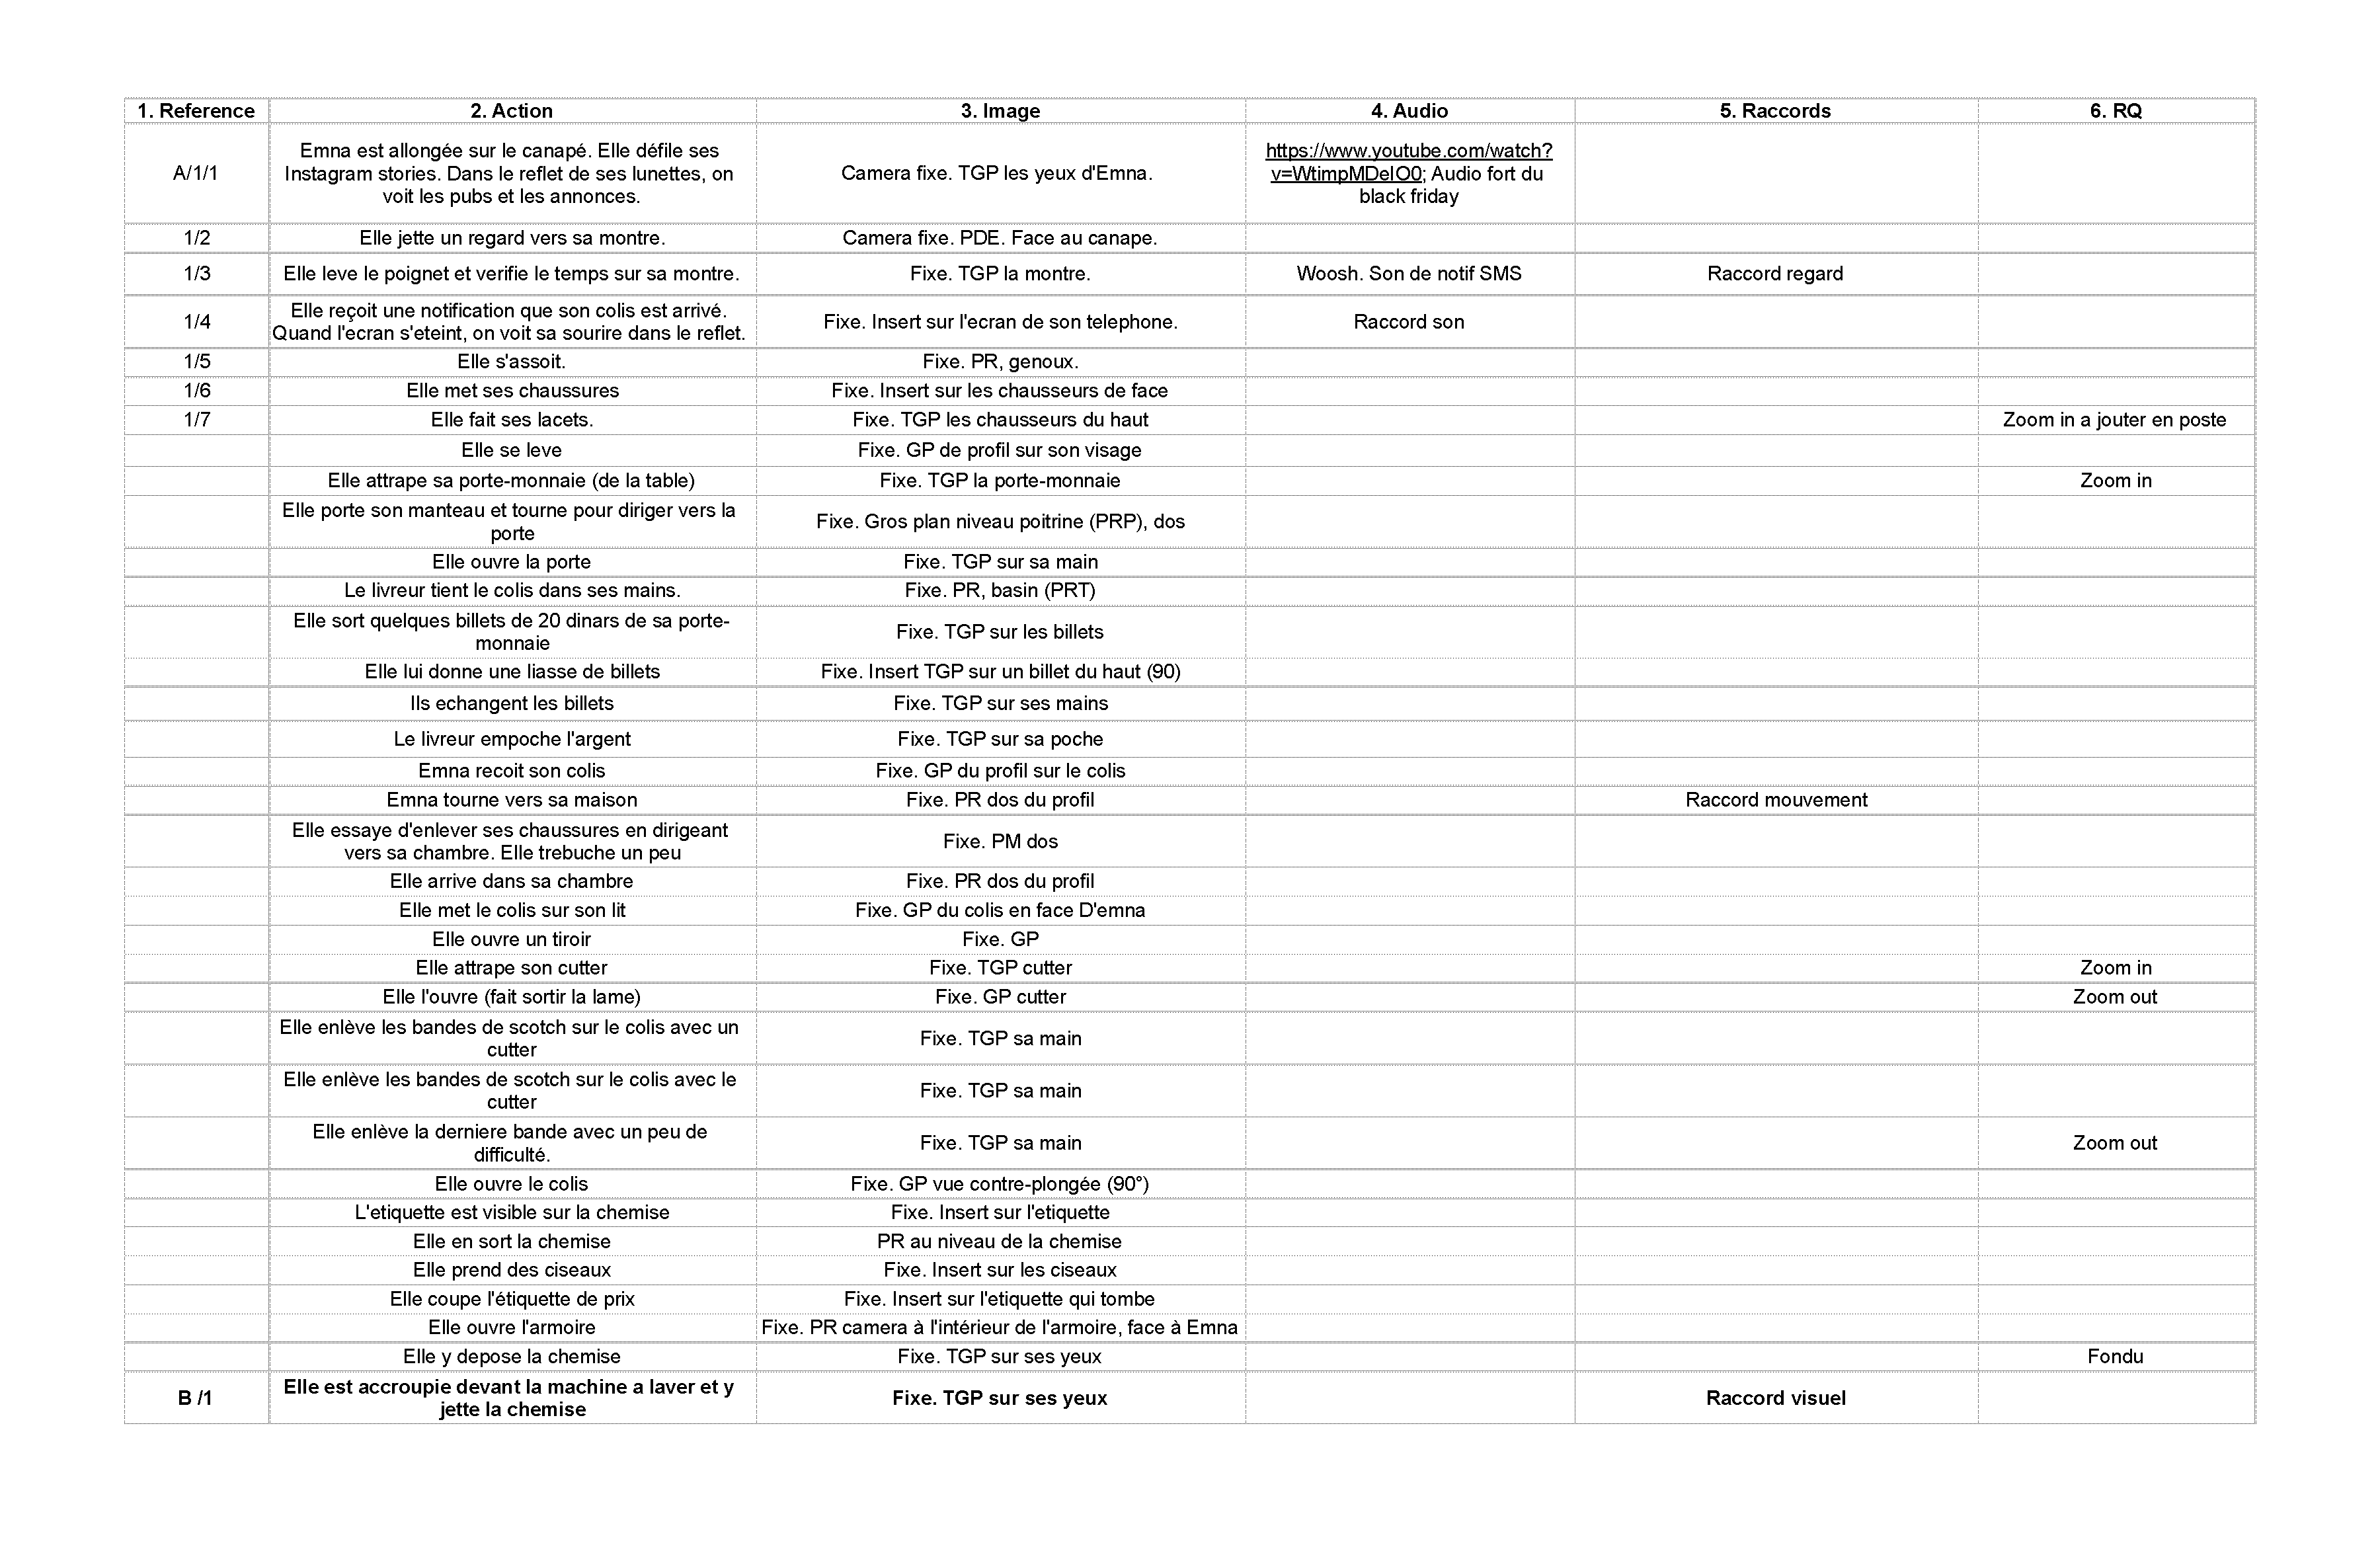 1. Reference 2. Action 3. Image 4. Audio 5. Raccords 6. RQ
A/1/1 Emna est allongée sur le canapé. Elle défile ses Instagram stories. Dans le reflet de ses lunettes, on voit les pubs et les annonces. Camera fixe. TGP les yeux d'Emna. https://www.youtube.com/watch?v=WtimpMDeIO0; Audio fort du black friday
1/2 Elle jette un regard vers sa montre. Camera fixe. PDE. Face au canape.
1/3 Elle leve le poignet et verifie le temps sur sa montre. Fixe. TGP la montre. Woosh. Son de notif SMS Raccord regard
1/4 Elle reçoit une notification que son colis est arrivé. Quand l'ecran s'eteint, on voit sa sourire dans le reflet. Fixe. Insert sur l'ecran de son telephone. Raccord son
1/5 Elle s'assoit. Fixe. PR, genoux.
1/6 Elle met ses chaussures Fixe. Insert sur les chausseurs de face
1/7 Elle fait ses lacets. Fixe. TGP les chausseurs du haut Zoom in a jouter en poste
Elle se leve Fixe. GP de profil sur son visage
Elle attrape sa porte-monnaie (de la table) Fixe. TGP la porte-monnaie Zoom in
Elle porte son manteau et tourne pour diriger vers la porte Fixe. Gros plan niveau poitrine (PRP), dos
Elle ouvre la porte Fixe. TGP sur sa main
Le livreur tient le colis dans ses mains. Fixe. PR, basin (PRT)
Elle sort quelques billets de 20 dinars de sa porte-monnaie Fixe. TGP sur les billets
Elle lui donne une liasse de billets Fixe. Insert TGP sur un billet du haut (90)
Ils echangent les billets Fixe. TGP sur ses mains
Le livreur empoche l'argent Fixe. TGP sur sa poche
Emna recoit son colis Fixe. GP du profil sur le colis
Emna tourne vers sa maison Fixe. PR dos du profil Raccord mouvement
Elle essaye d'enlever ses chaussures en dirigeant vers sa chambre. Elle trebuche un peu Fixe. PM dos
Elle arrive dans sa chambre Fixe. PR dos du profil
Elle met le colis sur son lit Fixe. GP du colis en face D'emna
Elle ouvre un tiroir Fixe. GP
Elle attrape son cutter Fixe. TGP cutter Zoom in
Elle l'ouvre (fait sortir la lame) Fixe. GP cutter Zoom out
Elle enlève les bandes de scotch sur le colis avec un cutter Fixe. TGP sa main
Elle enlève les bandes de scotch sur le colis avec le cutter Fixe. TGP sa main
Elle enlève la derniere bande avec un peu de difficulté. Fixe. TGP sa main Zoom out
Elle ouvre le colis Fixe. GP vue contre-plongée (90°)
L'etiquette est visible sur la chemise Fixe. Insert sur l'etiquette
Elle en sort la chemise PR au niveau de la chemise
Elle prend des ciseaux Fixe. Insert sur les ciseaux
Elle coupe l'étiquette de prix Fixe. Insert sur l'etiquette qui tombe
Elle ouvre l'armoire Fixe. PR camera à l'intérieur de l'armoire, face à Emna
Elle y depose la chemise Fixe. TGP sur ses yeux Fondu
B /1 Elle est accroupie devant la machine a laver et y jette la chemise Fixe. TGP sur ses yeux Raccord visuel